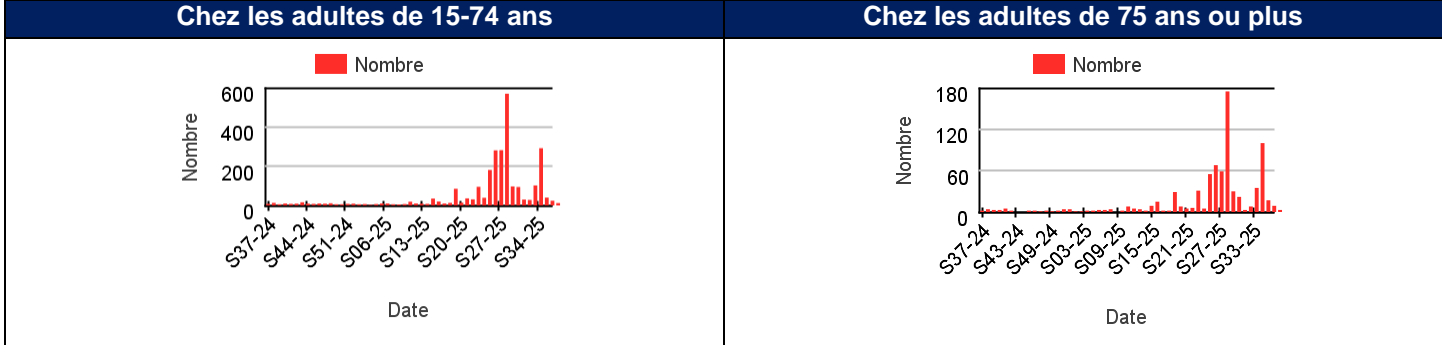 Chez les adultes de 15-74 ans
Nombre
600
400
200
0
Nombre
S37-24
S44-24
S51-24
S06-25
S13-25
S20-25
S27-25
S34-25
Date
Chez les adultes de 75 ans ou plus
Nombre
180
120
60
0
Nombre
S37-24
S43-24
S49-24
S03-25
S09-25
S15-25
S21-25
S27-25
S33-25
Date